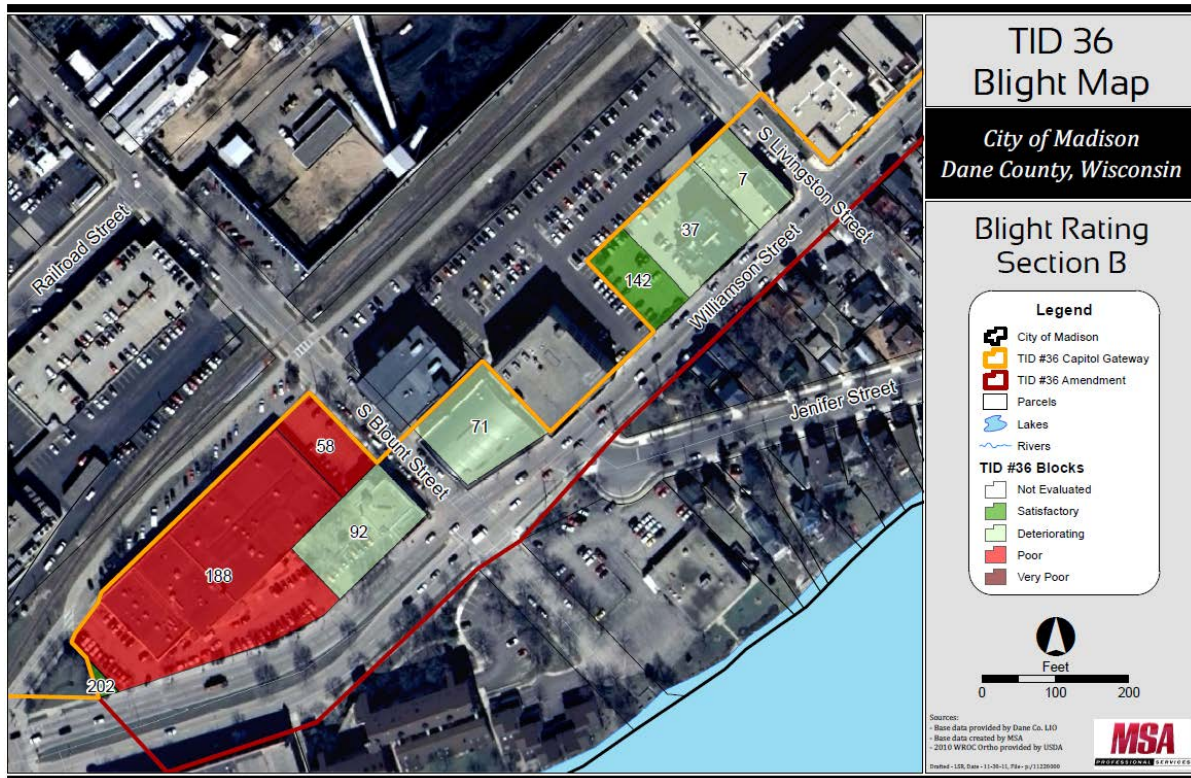 TID 36
Blight Map
City of Madison
Dane County, Wisconsin
Blight Rating
Section B
Legend
City of Madison
TID #36 Capitol Gateway
TID #36 Amendment
Parcels
Lakes
Rivers
TID #36 Blocks
Not Evaluated
Satisfactory
Deteriorating
Poor
Very Poor
Feet
0 100 200
Sources:
- Base data provided by Dane Co. LIO
- Base data created by MSA
- 2010 WROC Ortho provided by USDA
MSA
PROFESSIONAL SERVICES
S Livingston Street
7
37
142
Williamson Street
Railroad Street
Jenifer Street
S Blount Street
71
58
92
188
202